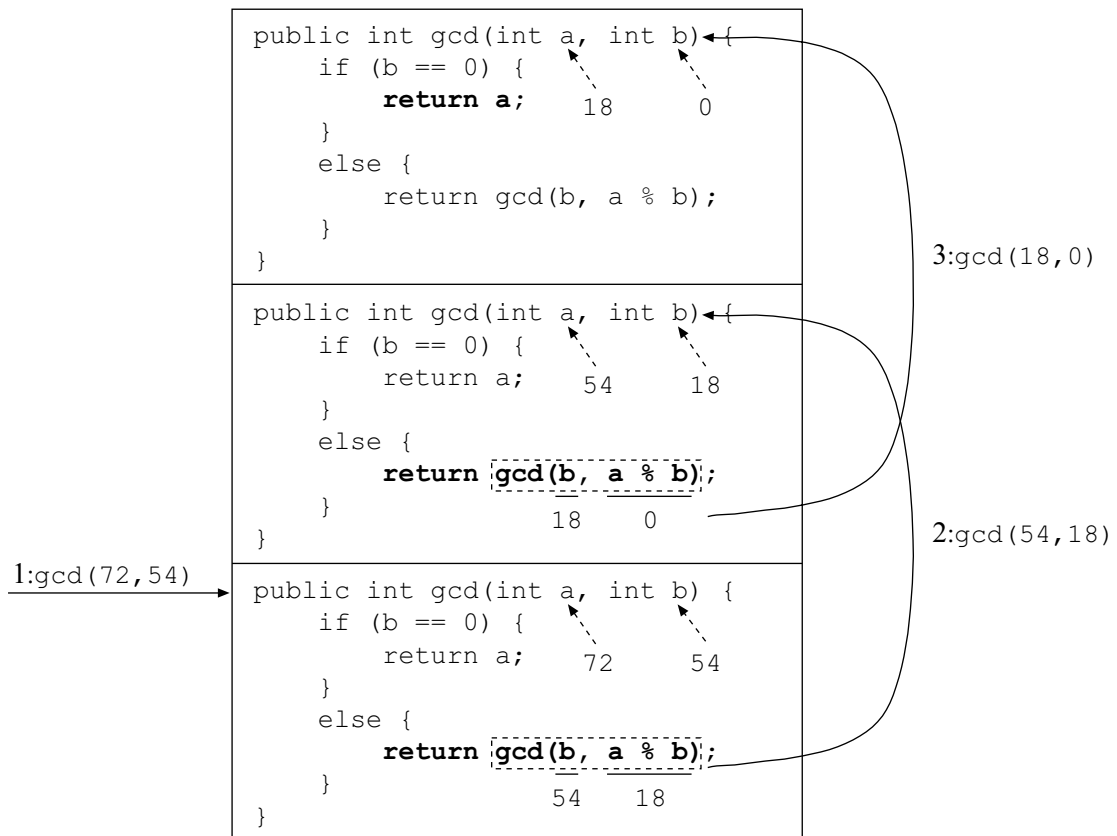 public int gcd(int a, int b) {
if (b == 0) {
return a;
18 0
}
else {
return gcd(b, a % b);
}
}
3:gcd(18,0)
public int gcd(int a, int b) {
if (b == 0) {
return a;
54 18
}
else {
return gcd(b, a % b);
}
18 0
}
2:gcd(54,18)
1:gcd(72,54)
public int gcd(int a, int b) {
if (b == 0) {
return a;
72 54
}
else {
return gcd(b, a % b);
}
54 18
}